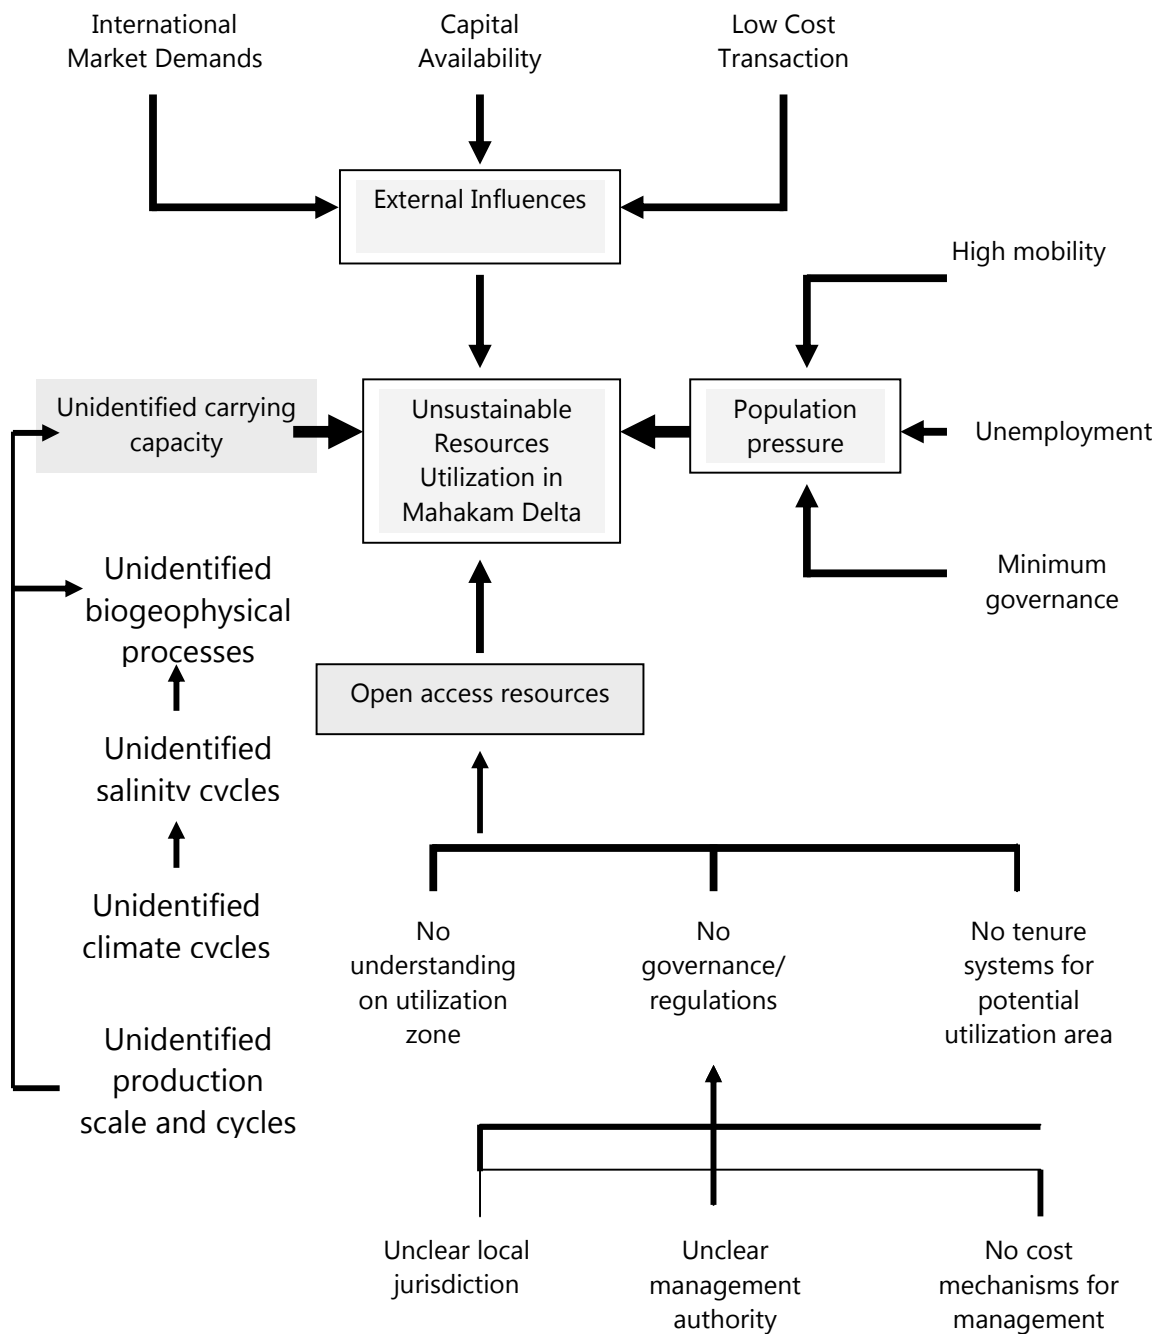 International
Market Demands
Capital
Availability
Low Cost
Transaction
External Influences
High mobility
Unidentified carrying
capacity
Unsustainable
Resources
Utilization in
Mahakam Delta
Population
pressure
Unemployment
Minimum
governance
Unidentified
biogeophysical
processes
Open access resources
Unidentified
salinity cycles
Unidentified
climate cycles
No
understanding
on utilization
zone
No
governance/
regulations
No tenure
systems for
potential
utilization area
Unidentified
production
scale and cycles
Unclear local
jurisdiction
Unclear
management
authority
No cost
mechanisms for
management